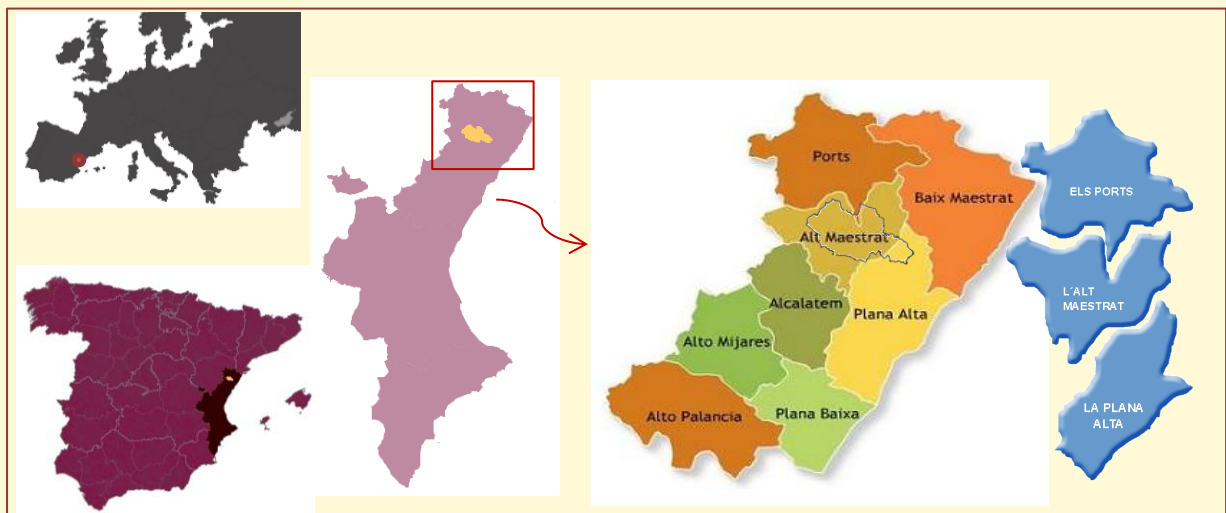 Ports
Baix Maestrat
Alt Maestrat
Alcalatem
Plana Alta
Alto Mijares
Alto Palancia
Plana Baixa
ELS PORTS
L´ALT
MAESTRAT
LA PLANA
ALTA